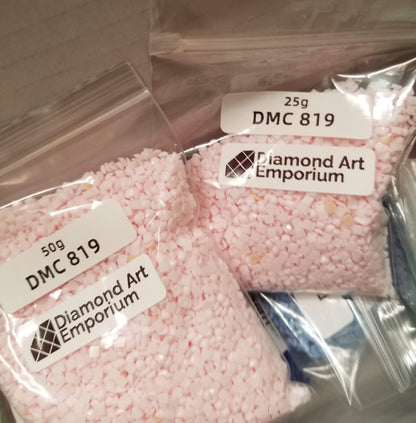 25g
DMC 819
Diamond Art
Emporium
50g
DMC 819
Diamond Art
Emporium